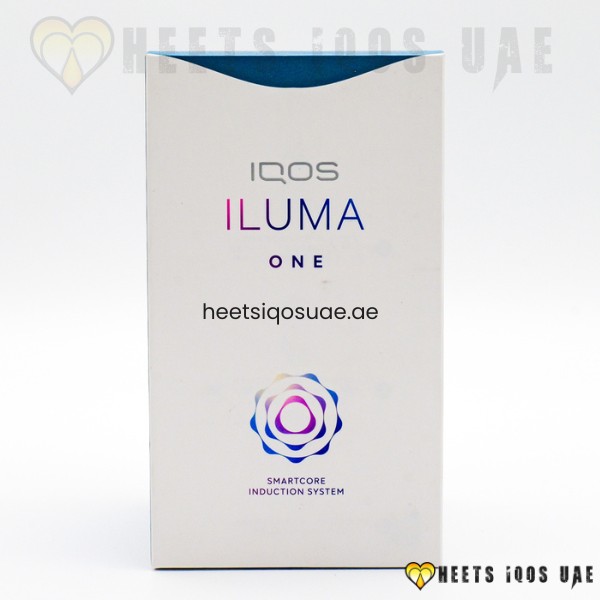 HEETS iQOS UAE
IQOS
ILUMA
ONE
heetsiqosuae.ae
SMARTCORE
INDUCTION SYSTEM
HEETS iQOS UAE